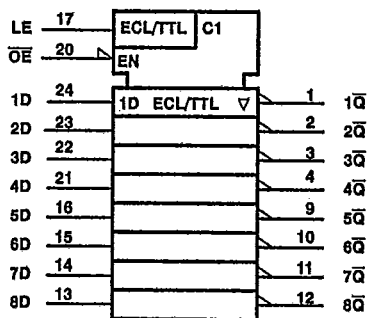 LE 17 ECL/TTL C1
O̅E̅ 20 EN
1D 24 1D ECL/TTL ▽ 1 1Q̅
2D 23 2 2Q̅
3D 22 3 3Q̅
4D 21 4 4Q̅
5D 16 9 5Q̅
6D 15 10 6Q̅
7D 14 11 7Q̅
8D 13 12 8Q̅